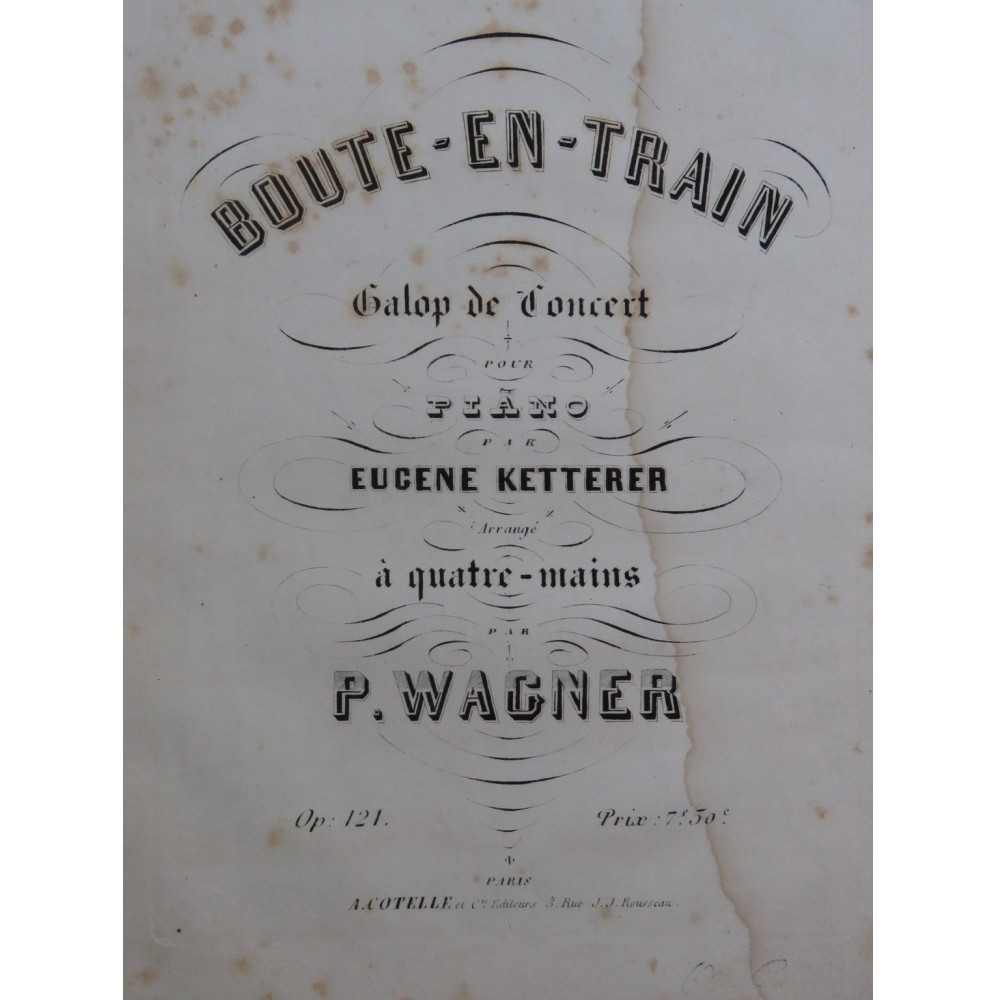 BOUTE-EN-TRAIN
Galop de Concert
POUR
PIANO
PAR
EUGENE KETTERER
Arrangé
à quatre-mains
PAR
P. WAGNER
Op: 121. Prix: 7f 50c
PARIS
A. COTELLE et Cie Editeurs 3, Rue J. J. Rousseau.